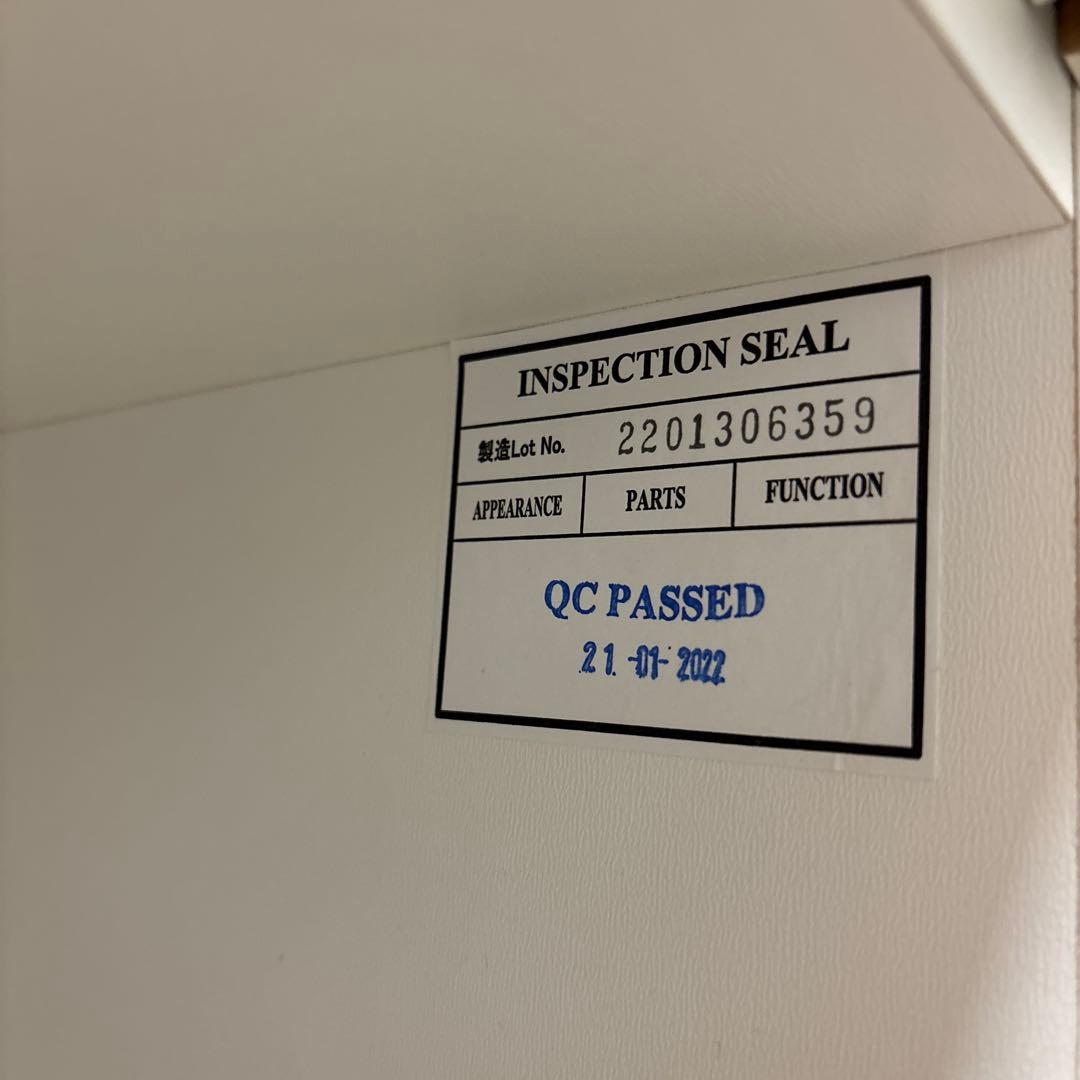 INSPECTION SEAL
製造Lot No. 2201306359
APPEARANCE PARTS FUNCTION
QC PASSED
21 -01- 2022